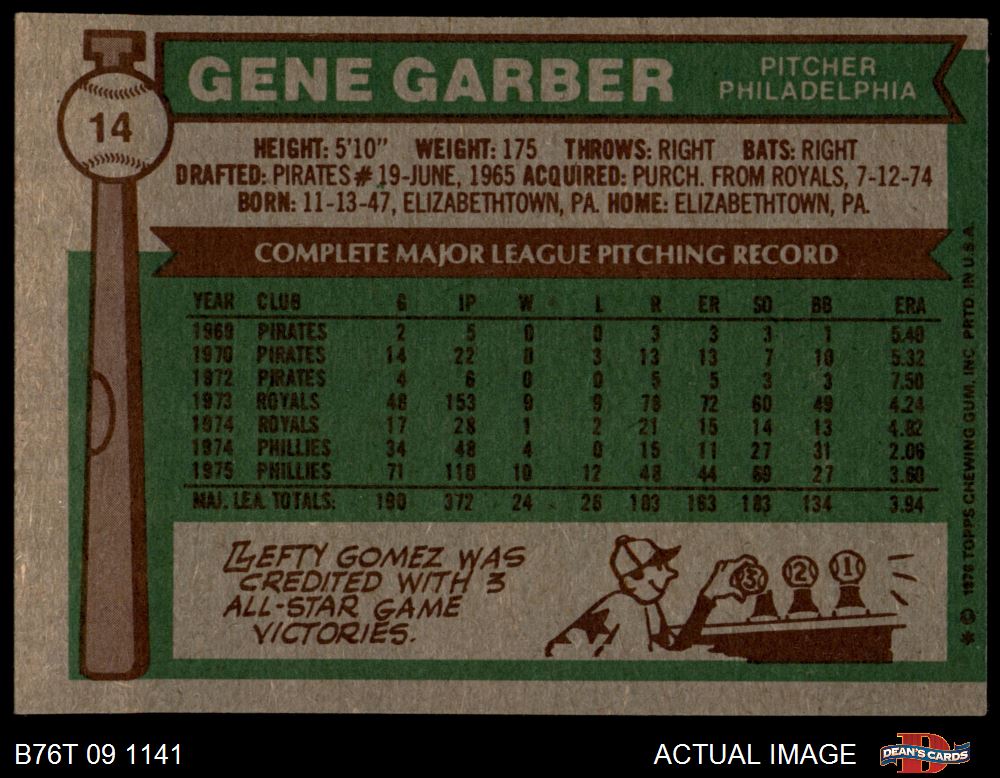 14
GENE GARBER
PITCHER
PHILADELPHIA
HEIGHT: 5'10" WEIGHT: 175 THROWS: RIGHT BATS: RIGHT
DRAFTED: PIRATES #19-JUNE, 1965 ACQUIRED: PURCH. FROM ROYALS, 7-12-74
BORN: 11-13-47, ELIZABETHTOWN, PA. HOME: ELIZABETHTOWN, PA.
COMPLETE MAJOR LEAGUE PITCHING RECORD
YEAR CLUB G IP W L R ER SO BB ERA
1969 PIRATES 2 5 0 0 3 3 3 1 5.40
1970 PIRATES 14 22 0 3 13 13 7 10 5.32
1972 PIRATES 4 6 0 0 5 5 3 3 7.50
1973 ROYALS 48 153 9 9 78 72 60 49 4.24
1974 ROYALS 17 28 1 2 21 15 14 13 4.82
1974 PHILLIES 34 48 4 0 15 11 27 31 2.06
1975 PHILLIES 71 110 10 12 48 44 69 27 3.60
MAJ. LEA. TOTALS: 190 372 24 26 183 163 183 134 3.94
LEFTY GOMEZ WAS
CREDITED WITH 3
ALL-STAR GAME
VICTORIES.
3 2 1
* © 1976 TOPPS CHEWING GUM, INC. PRTD. IN U.S.A.
B76T 09 1141
ACTUAL IMAGE
D
DEAN'S CARDS